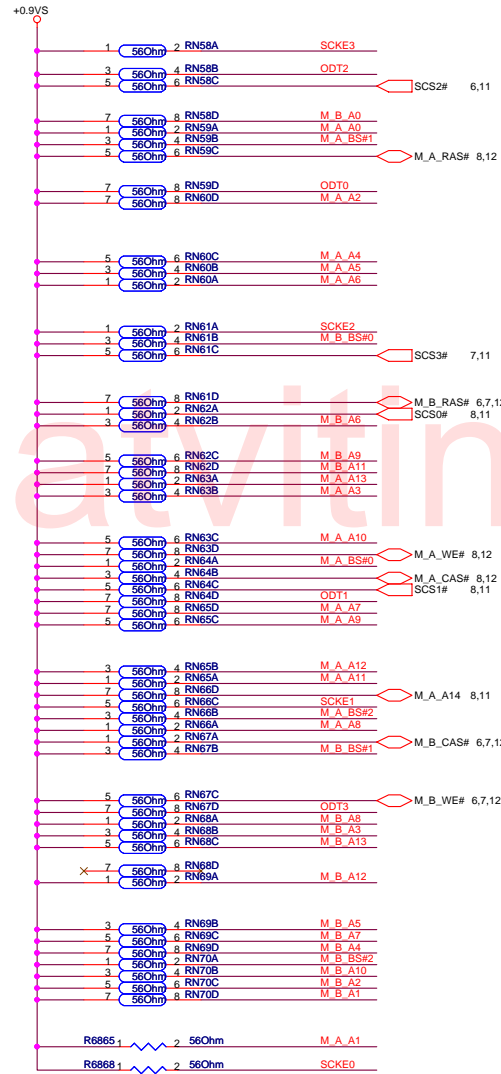 +0.9VS
1 56Ohm 2 RN58A SCKE3
3 56Ohm 4 RN58B ODT2
5 56Ohm 6 RN58C SCS2# 6,11
7 56Ohm 8 RN58D M_B_A0
1 56Ohm 2 RN59A M_A_A0
3 56Ohm 4 RN59B M_A_BS#1
5 56Ohm 6 RN59C M_A_RAS# 8,12
7 56Ohm 8 RN59D ODT0
7 56Ohm 8 RN60D M_A_A2
5 56Ohm 6 RN60C M_A_A4
3 56Ohm 4 RN60B M_A_A5
1 56Ohm 2 RN60A M_A_A6
1 56Ohm 2 RN61A SCKE2
3 56Ohm 4 RN61B M_B_BS#0
5 56Ohm 6 RN61C SCS3# 7,11
7 56Ohm 8 RN61D M_B_RAS# 6,7,1
1 56Ohm 2 RN62A SCS0# 8,11
3 56Ohm 4 RN62B M_B_A6
5 56Ohm 6 RN62C M_B_A9
7 56Ohm 8 RN62D M_B_A11
1 56Ohm 2 RN63A M_A_A13
3 56Ohm 4 RN63B M_A_A3
atvitin
5 56Ohm 6 RN63C M_A_A10
7 56Ohm 8 RN63D M_A_WE# 8,12
1 56Ohm 2 RN64A M_A_BS#0
3 56Ohm 4 RN64B M_A_CAS# 8,12
5 56Ohm 6 RN64C SCS1# 8,11
7 56Ohm 8 RN64D ODT1
7 56Ohm 8 RN65D M_A_A7
5 56Ohm 6 RN65C M_A_A9
3 56Ohm 4 RN65B M_A_A12
1 56Ohm 2 RN65A M_A_A11
7 56Ohm 8 RN66D M_A_A14 8,11
5 56Ohm 6 RN66C SCKE1
3 56Ohm 4 RN66B M_A_BS#2
1 56Ohm 2 RN66A M_A_A8
1 56Ohm 2 RN67A M_B_CAS# 6,7,1
3 56Ohm 4 RN67B M_B_BS#1
5 56Ohm 6 RN67C M_B_WE# 6,7,12
7 56Ohm 8 RN67D ODT3
1 56Ohm 2 RN68A M_B_A8
3 56Ohm 4 RN68B M_B_A3
5 56Ohm 6 RN68C M_B_A13
7 56Ohm 8 RN68D
1 56Ohm 2 RN69A M_B_A12
3 56Ohm 4 RN69B M_B_A5
5 56Ohm 6 RN69C M_B_A7
7 56Ohm 8 RN69D M_B_A4
1 56Ohm 2 RN70A M_B_BS#2
3 56Ohm 4 RN70B M_B_A10
5 56Ohm 6 RN70C M_B_A2
7 56Ohm 8 RN70D M_B_A1
R6865 1 2 56Ohm M_A_A1
R6868 1 2 56Ohm SCKE0